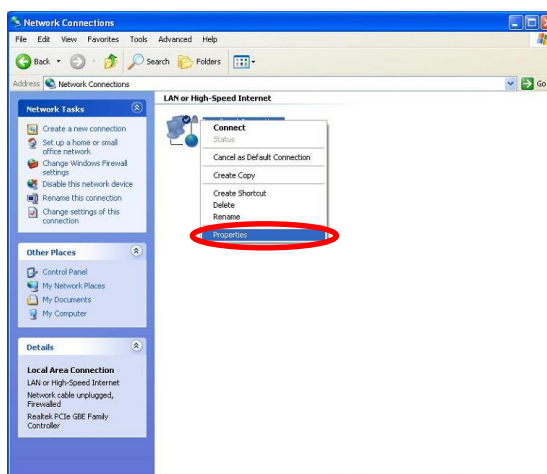 Network Connections
File Edit View Favorites Tools Advanced Help
Back Search Folders
Address Network Connections Go
Network Tasks
Create a new connection
Set up a home or small
office network
Change Windows Firewall
settings
Disable this network device
Rename this connection
Change settings of this
connection
Other Places
Control Panel
My Network Places
My Documents
My Computer
Details
Local Area Connection
LAN or High-Speed Internet
Network cable unplugged,
Firewalled
Realtek PCIe GBE Family
Controller
LAN or High-Speed Internet
Connect
Status
Cancel as Default Connection
Create Copy
Create Shortcut
Delete
Rename
Properties